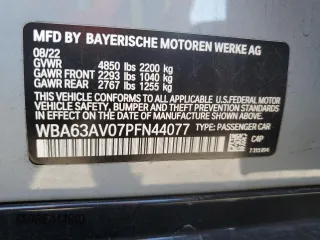 MFD BY BAYERISCHE MOTOREN WERKE AG
08/22
GVWR 4850 lbs 2200 kg
GAWR FRONT 2293 lbs 1040 kg
GAWR REAR 2767 lbs 1255 kg
THIS VEHICLE CONFORMS TO ALL APPLICABLE U.S. FEDERAL MOTOR
VEHICLE SAFETY, BUMPER, AND THEFT PREVENTION STANDARDS
IN EFFECT ON THE DATE OF MANUFACTURE SHOWN ABOVE.
WBA63AV07PFN44077 TYPE: PASSENGER CAR
C4P